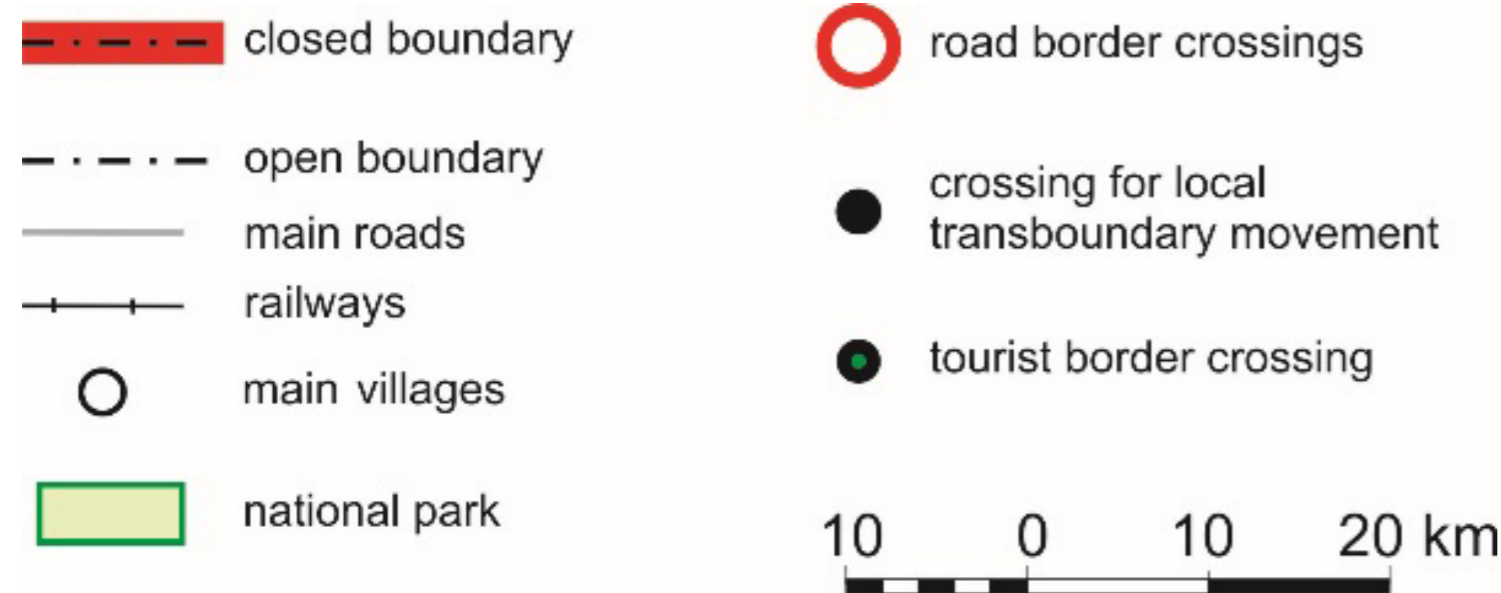 closed boundary
open boundary
main roads
railways
main villages
national park
road border crossings
crossing for local
transboundary movement
tourist border crossing
10 0 10 20 km